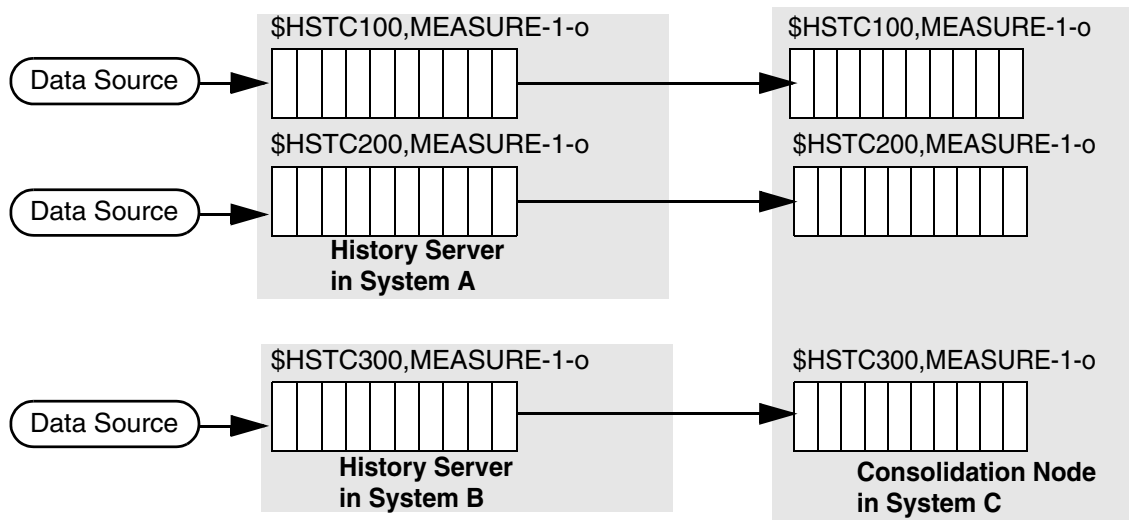 $HSTC100,MEASURE-1-o
$HSTC100,MEASURE-1-o
Data Source
$HSTC200,MEASURE-1-o
$HSTC200,MEASURE-1-o
Data Source
History Server
in System A
$HSTC300,MEASURE-1-o
$HSTC300,MEASURE-1-o
Data Source
History Server
in System B
Consolidation Node
in System C